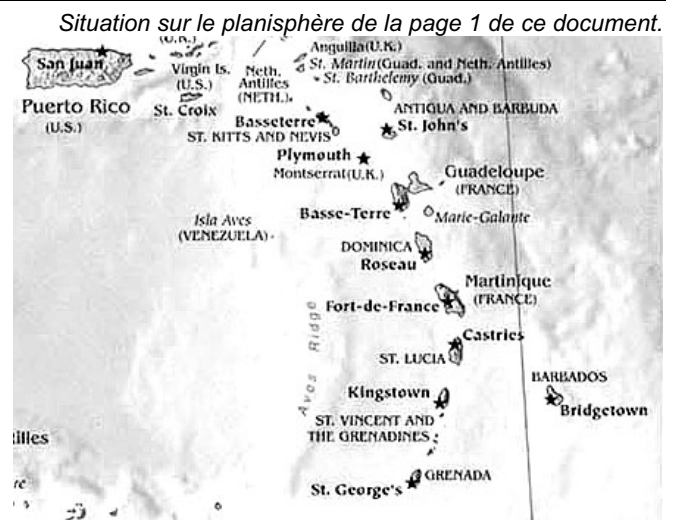 Situation sur le planisphère de la page 1 de ce document.
(U.K.)
Anguilla(U.K.)
San Juan
Virgin Is.
(U.S.)
Neth.
Antilles
(NETH.)
St. Martin(Guad. and Neth. Antilles)
St. Barthelemy (Guad.)
Puerto Rico
(U.S.)
St. Croix
ANTIGUA AND BARBUDA
Basseterre
ST. KITTS AND NEVIS
St. John's
Plymouth
Montserrat(U.K.)
Guadeloupe
(FRANCE)
Basse-Terre
Marie-Galante
Isla Aves
(VENEZUELA)
DOMINICA
Roseau
Martinique
(FRANCE)
Fort-de-France
Aves Ridge
Castries
ST. LUCIA
BARBADOS
Kingstown
Bridgetown
ST. VINCENT AND
THE GRENADINES
illes
GRENADA
St. George's